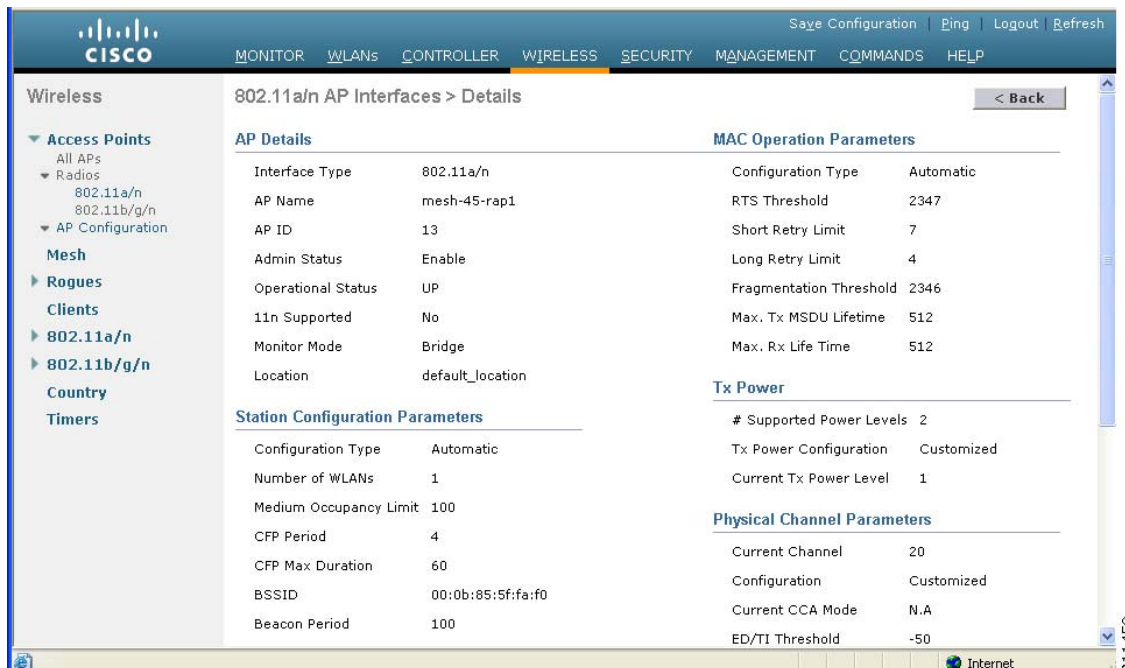 Save Configuration | Ping | Logout | Refresh
CISCO
MONITOR WLANs CONTROLLER WIRELESS SECURITY MANAGEMENT COMMANDS HELP
Wireless
Access Points
All APs
Radios
802.11a/n
802.11b/g/n
AP Configuration
Mesh
Rogues
Clients
802.11a/n
802.11b/g/n
Country
Timers
802.11a/n AP Interfaces > Details
< Back
AP Details
Interface Type 802.11a/n
AP Name mesh-45-rap1
AP ID 13
Admin Status Enable
Operational Status UP
11n Supported No
Monitor Mode Bridge
Location default_location
Station Configuration Parameters
Configuration Type Automatic
Number of WLANs 1
Medium Occupancy Limit 100
CFP Period 4
CFP Max Duration 60
BSSID 00:0b:85:5f:fa:f0
Beacon Period 100
MAC Operation Parameters
Configuration Type Automatic
RTS Threshold 2347
Short Retry Limit 7
Long Retry Limit 4
Fragmentation Threshold 2346
Max. Tx MSDU Lifetime 512
Max. Rx Life Time 512
Tx Power
# Supported Power Levels 2
Tx Power Configuration Customized
Current Tx Power Level 1
Physical Channel Parameters
Current Channel 20
Configuration Customized
Current CCA Mode N.A
ED/TI Threshold -50
Internet